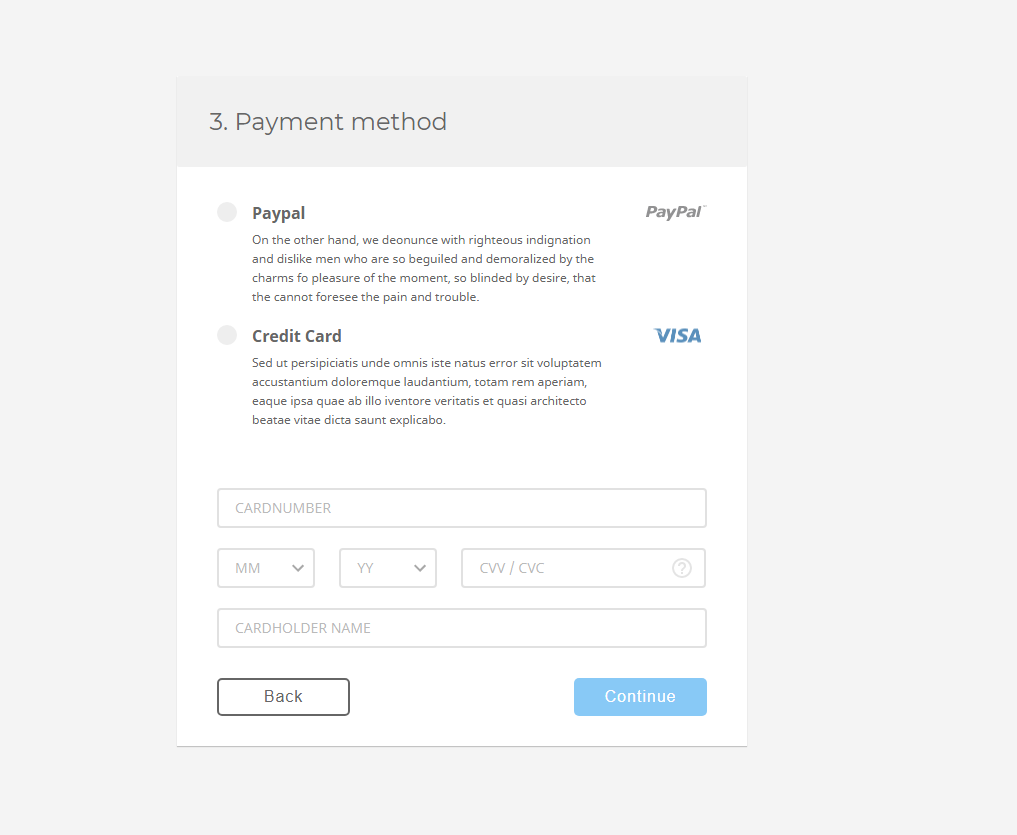 3. Payment method
Paypal
PayPal™
On the other hand, we deonunce with righteous indignation
and dislike men who are so beguiled and demoralized by the
charms fo pleasure of the moment, so blinded by desire, that
the cannot foresee the pain and trouble.
Credit Card
VISA
Sed ut persipiciatis unde omnis iste natus error sit voluptatem
accustantium doloremque laudantium, totam rem aperiam,
eaque ipsa quae ab illo iventore veritatis et quasi architecto
beatae vitae dicta saunt explicabo.
CARDNUMBER
MM YY CVV / CVC ?
CARDHOLDER NAME
Back Continue